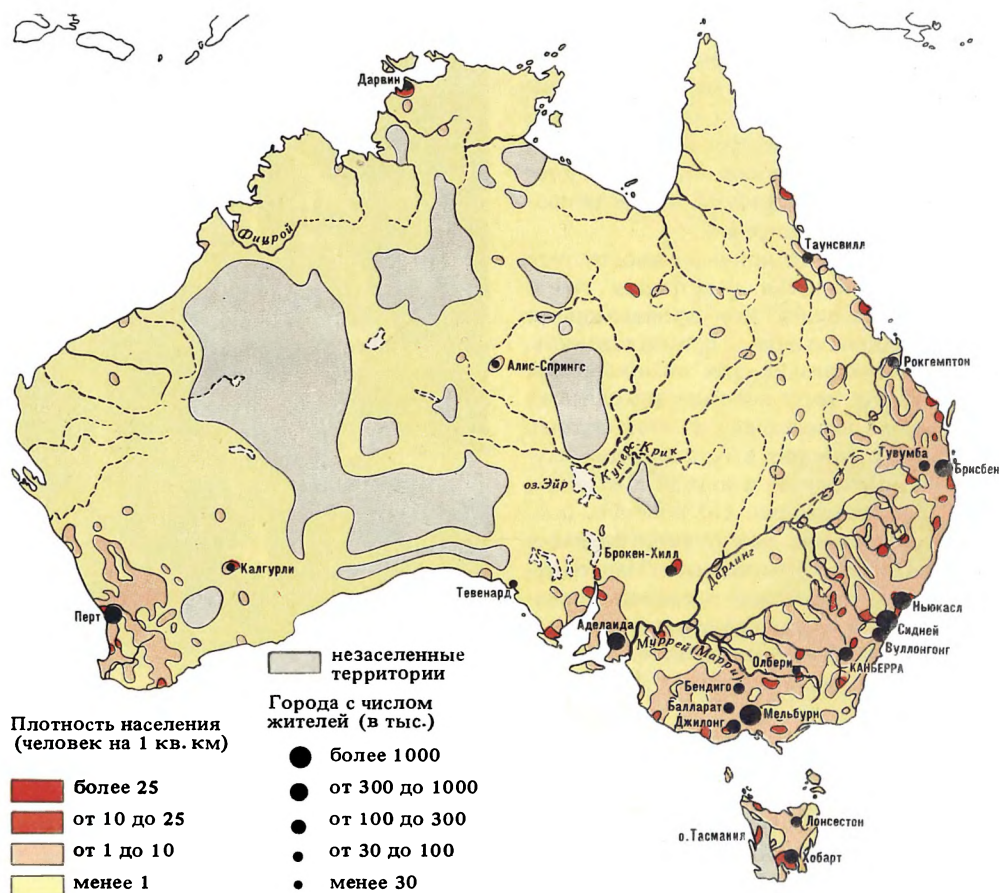 Дарвин
Фицрой
Таунсвилл
Алис-Спрингс
Рокгемптон
Куперс-Крик
оз.Эйр
Тувумба
Брисбен
Калгурли
Брокен-Хилл
Дарлинг
Тевенард
Перт
Аделаида
Муррей (Марри)
Ньюкасл
Сидней
Вуллонгонг
КАНБЕРРА
Олбери
Бендиго
Балларат
Мельбурн
Джилонг
о.Тасмания
Лонсестон
Хобарт
незаселенные
территории
Города с числом
жителей (в тыс.)
более 1000
от 300 до 1000
от 100 до 300
от 30 до 100
менее 30
Плотность населения
(человек на 1 кв. км)
более 25
от 10 до 25
от 1 до 10
менее 1